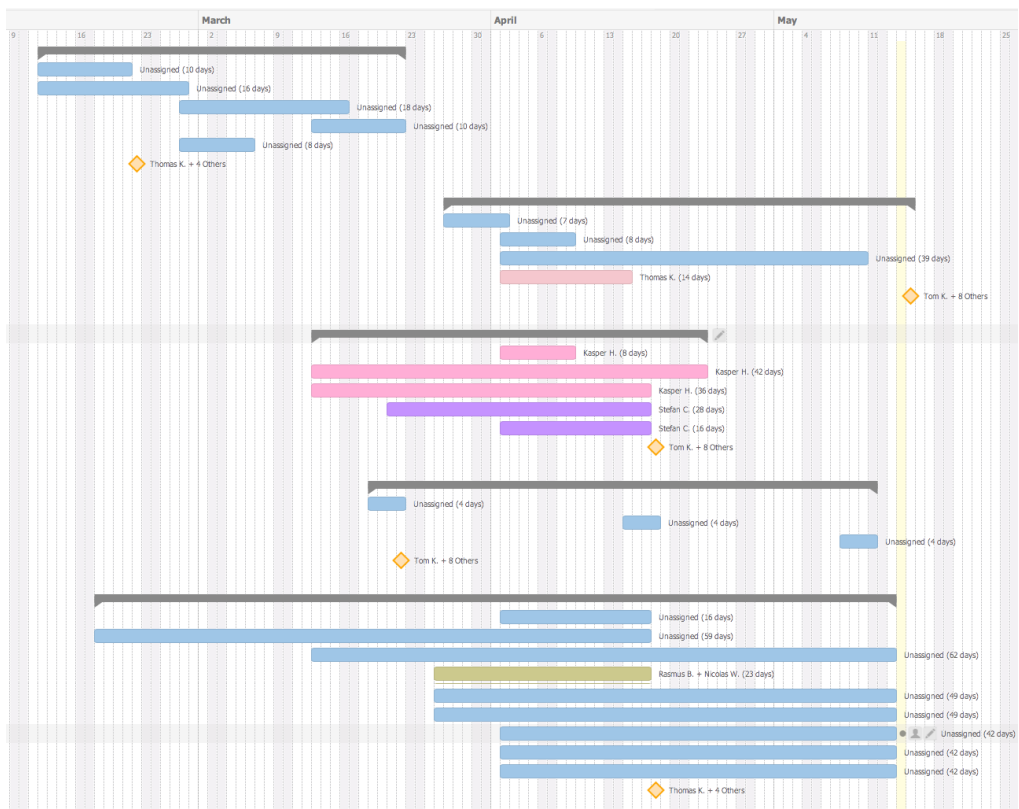 March April May
9 16 23 2 9 16 23 30 6 13 20 27 4 11 18 25
Unassigned (10 days)
Unassigned (16 days)
Unassigned (18 days)
Unassigned (10 days)
Unassigned (8 days)
Thomas K. + 4 Others
Unassigned (7 days)
Unassigned (8 days)
Unassigned (39 days)
Thomas K. (14 days)
Tom K. + 8 Others
Kasper H. (8 days)
Kasper H. (42 days)
Kasper H. (36 days)
Stefan C. (28 days)
Stefan C. (16 days)
Tom K. + 8 Others
Unassigned (4 days)
Unassigned (4 days)
Unassigned (4 days)
Tom K. + 8 Others
Unassigned (16 days)
Unassigned (59 days)
Unassigned (62 days)
Rasmus B. + Nicolas W. (23 days)
Unassigned (49 days)
Unassigned (49 days)
Unassigned (42 days)
Unassigned (42 days)
Unassigned (42 days)
Thomas K. + 4 Others